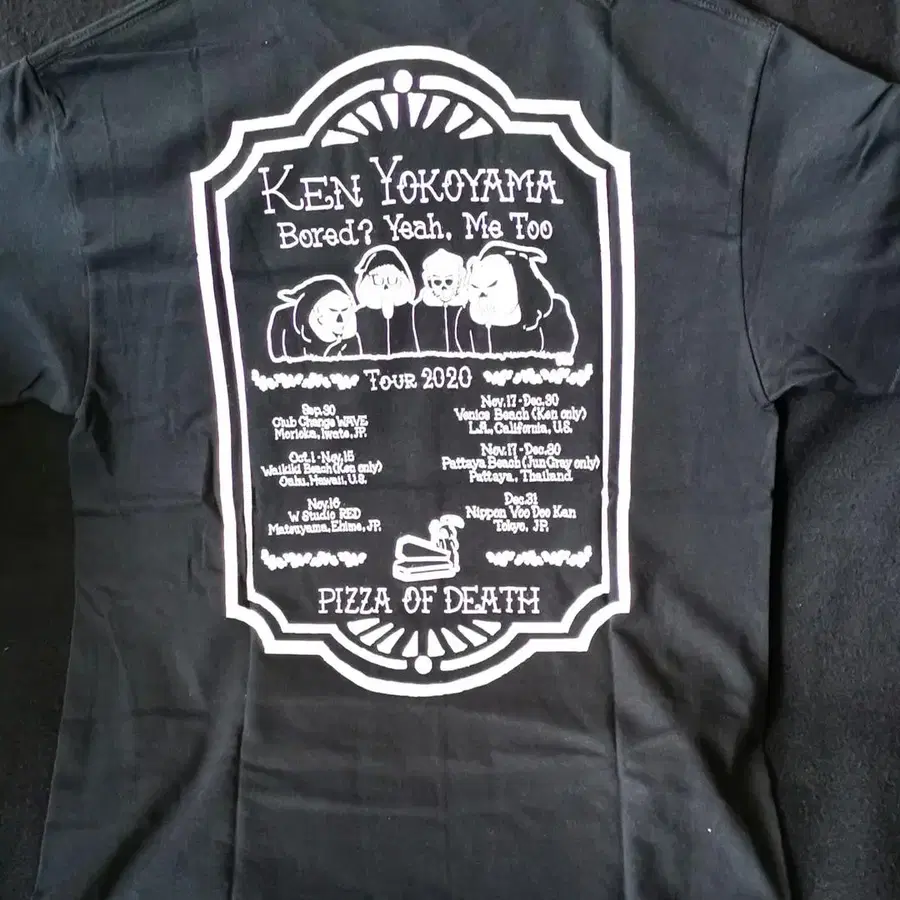 KEN YOKOYAMA
Bored? Yeah. Me Too
TOUR 2020
Sep.30
Club Change WAVE
Morioka, Iwate, JP.
Oct.1 - Nov.15
Waikiki Beach (Ken only)
Oahu, Hawaii, U.S.
Nov.16
W Studio RED
Matsuyama, Ehime, JP.
Nov.17 - Dec.30
Venice Beach (Ken only)
L.A., California, U.S.
Nov.17 - Dec.30
Pattaya Beach (Jun Gray only)
Pattaya, Thailand
Dec.31
Nippon Voo Doo Kan
Tokyo, JP.
PIZZA OF DEATH